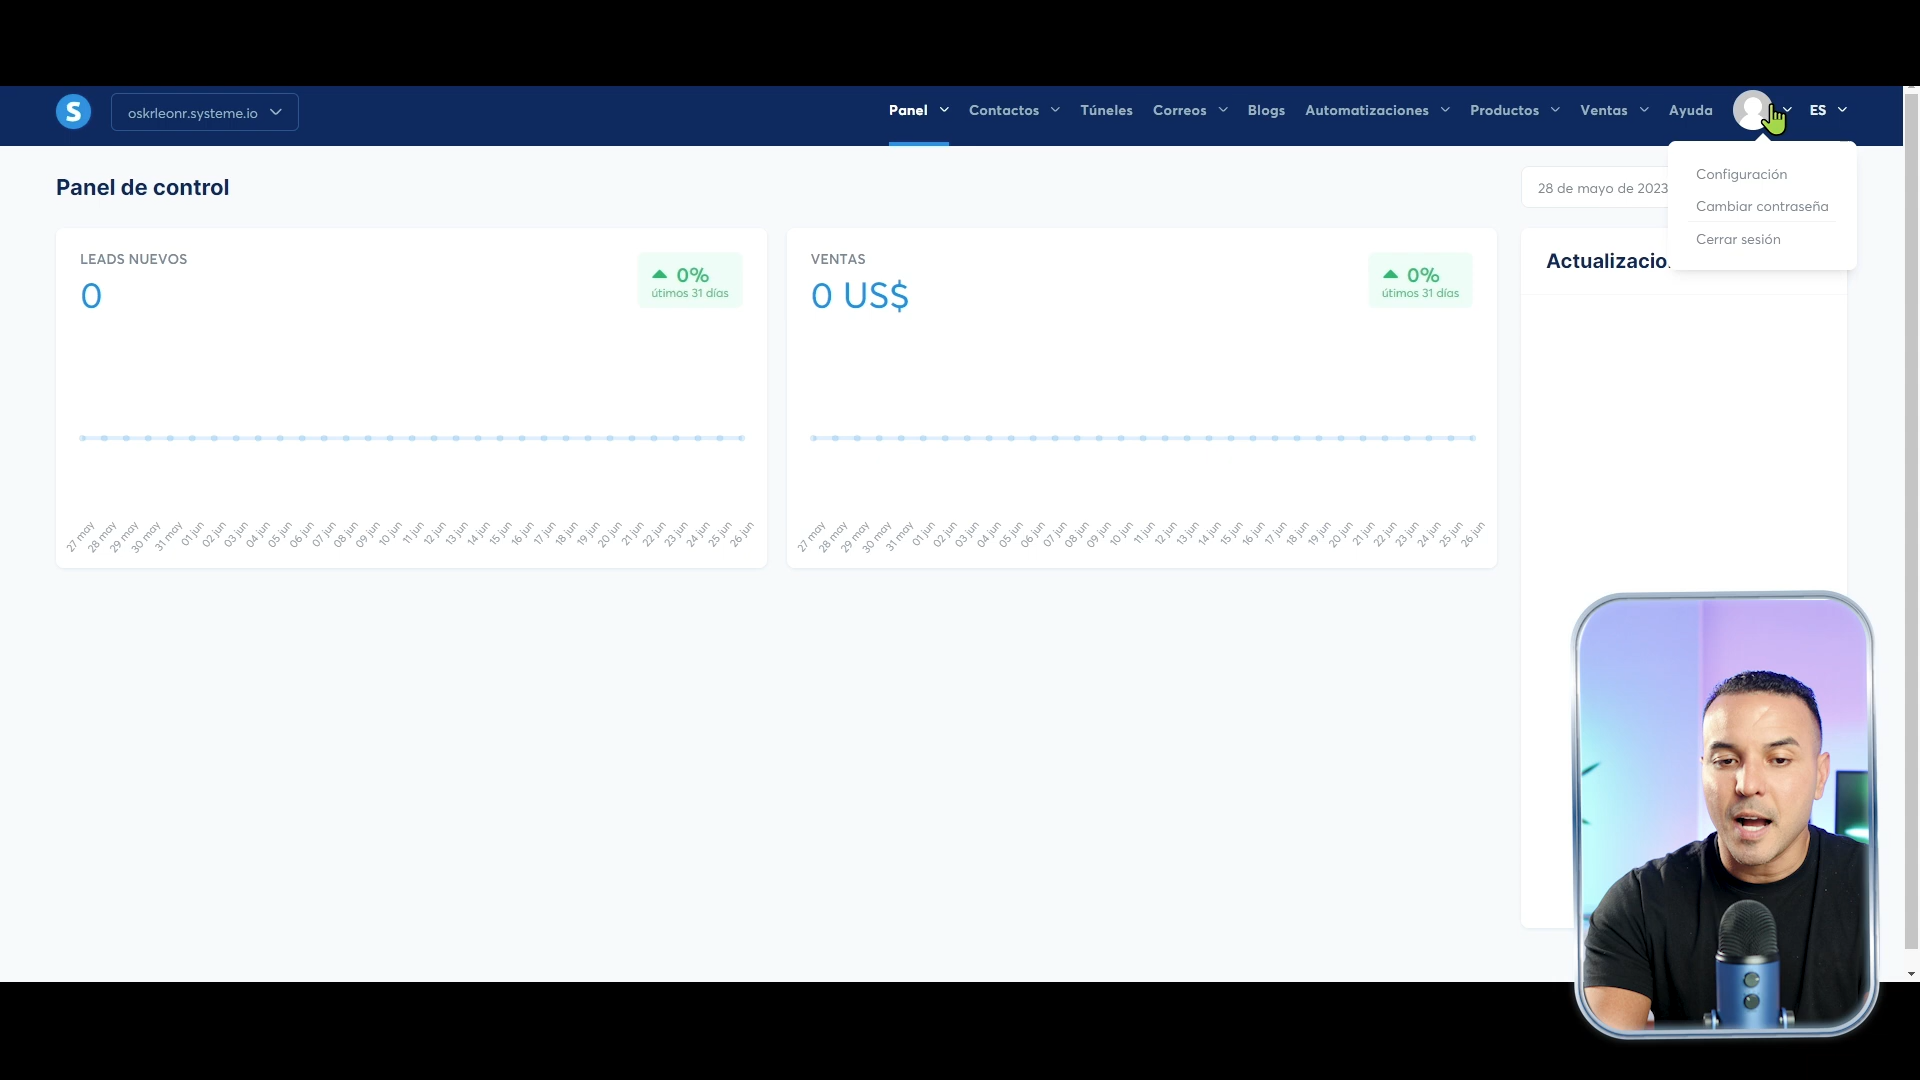 S
oskrleonr.systeme.io
Panel
Contactos
Túneles
Correos
Blogs
Automatizaciones
Productos
Ventas
Ayuda
ES
Configuración
Cambiar contraseña
Cerrar sesión
Panel de control
28 de mayo de 2023
LEADS NUEVOS
0
0%
útimos 31 días
27 may
28 may
29 may
30 may
31 may
01 jun
02 jun
03 jun
04 jun
05 jun
06 jun
07 jun
08 jun
09 jun
10 jun
11 jun
12 jun
13 jun
14 jun
15 jun
16 jun
17 jun
18 jun
19 jun
20 jun
21 jun
22 jun
23 jun
24 jun
25 jun
26 jun
VENTAS
0 US$
0%
útimos 31 días
27 may
28 may
29 may
30 may
31 may
01 jun
02 jun
03 jun
04 jun
05 jun
06 jun
07 jun
08 jun
09 jun
10 jun
11 jun
12 jun
13 jun
14 jun
15 jun
16 jun
17 jun
18 jun
19 jun
20 jun
21 jun
22 jun
23 jun
24 jun
25 jun
26 jun